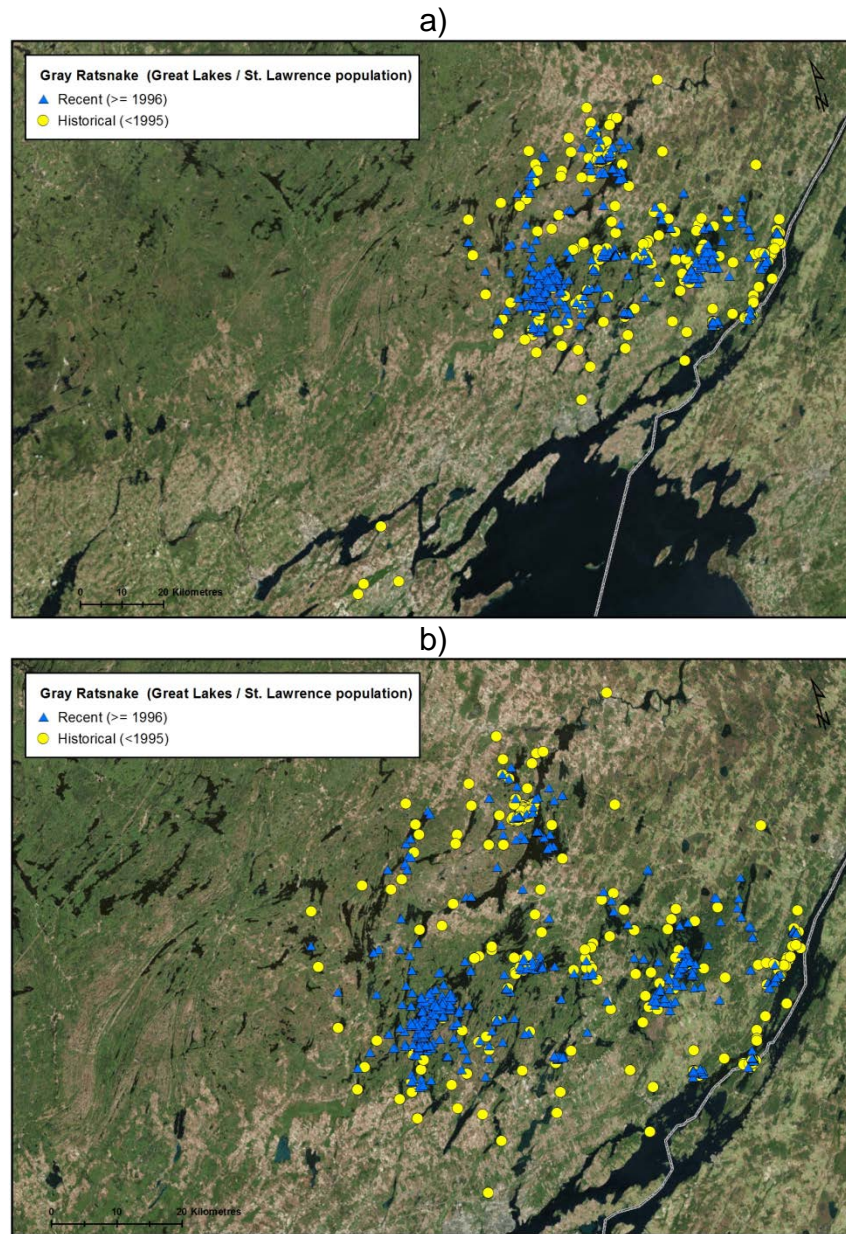 a)
Gray Ratsnake (Great Lakes / St. Lawrence population)
Recent (>= 1996)
Historical (<1995)
N
0 10 20 Kilometres
b)
Gray Ratsnake (Great Lakes / St. Lawrence population)
Recent (>= 1996)
Historical (<1995)
N
0 10 20 Kilometres